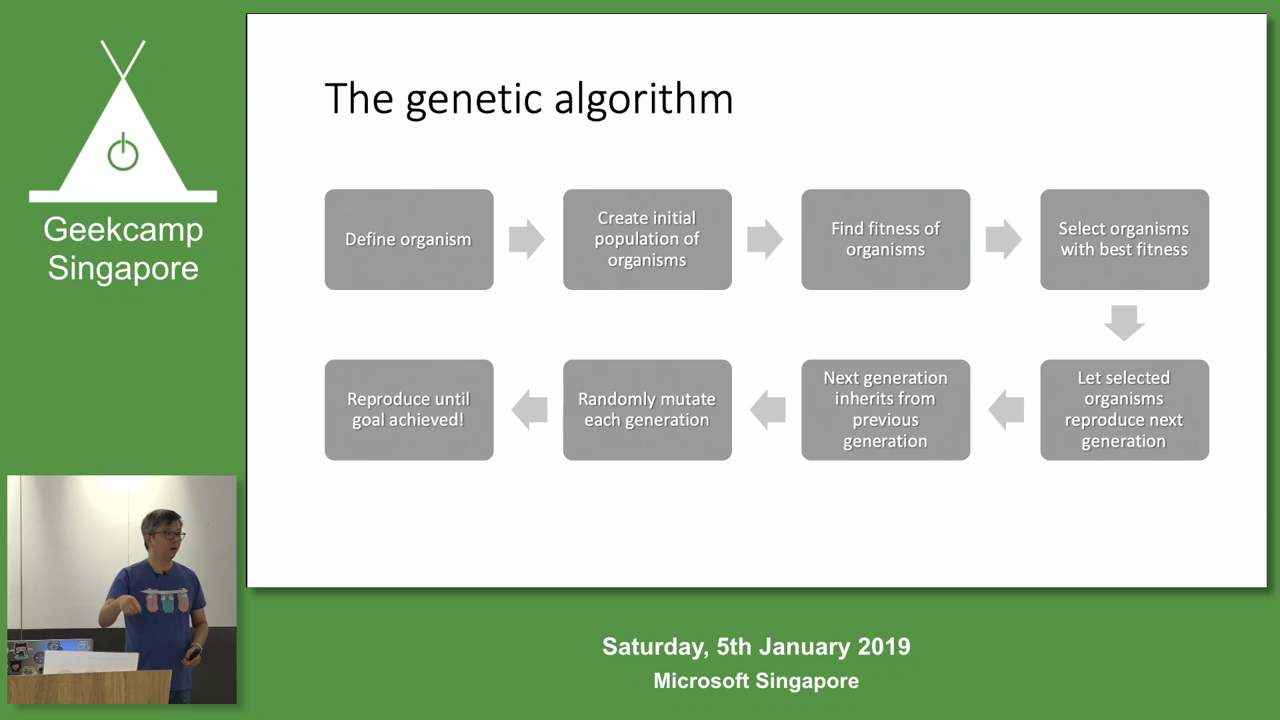 Geekcamp
Singapore
The genetic algorithm
Define organism
Create initial
population of
organisms
Find fitness of
organisms
Select organisms
with best fitness
Let selected
organisms
reproduce next
generation
Next generation
inherits from
previous
generation
Randomly mutate
each generation
Reproduce until
goal achieved!
Saturday, 5th January 2019
Microsoft Singapore